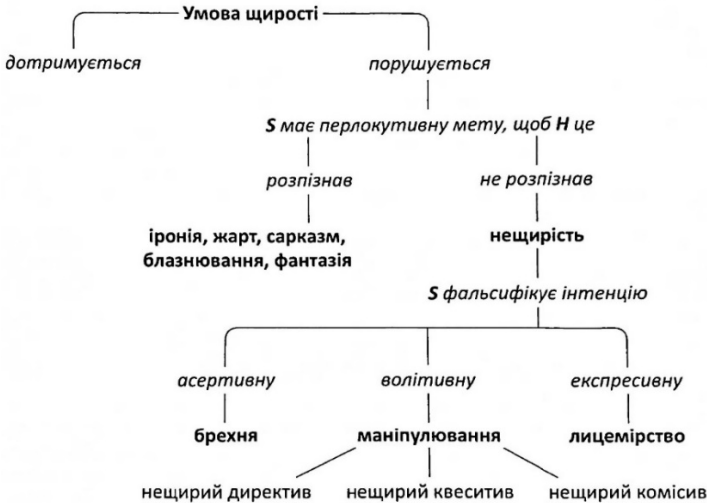 Умова щирості
дотримується порушується
S має перлокутивну мету, щоб H це
розпізнав не розпізнав
іронія, жарт, сарказм, нещирість
блазнювання, фантазія
S фальсифікує інтенцію
асертивну волітивну експресивну
брехня маніпулювання лицемірство
нещирий директив нещирий квеситив нещирий комісив